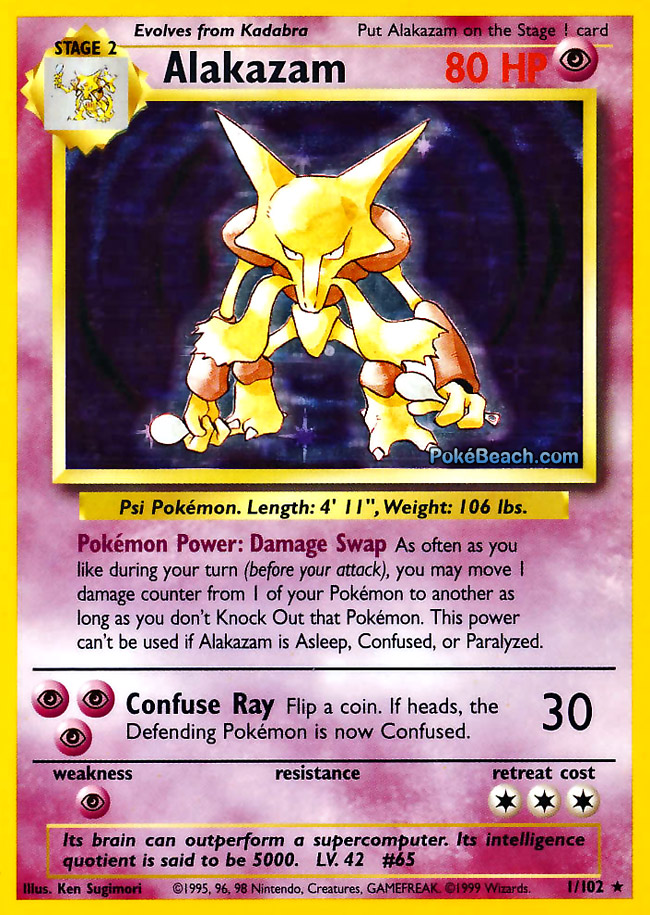 Evolves from Kadabra Put Alakazam on the Stage 1 card
STAGE 2
Alakazam 80 HP
PokéBeach.com
Psi Pokémon. Length: 4' 11", Weight: 106 lbs.
Pokémon Power: Damage Swap As often as you
like during your turn (before your attack), you may move 1
damage counter from 1 of your Pokémon to another as
long as you don't Knock Out that Pokémon. This power
can't be used if Alakazam is Asleep, Confused, or Paralyzed.
Confuse Ray Flip a coin. If heads, the 30
Defending Pokémon is now Confused.
weakness resistance retreat cost
Its brain can outperform a supercomputer. Its intelligence
quotient is said to be 5000. LV. 42 #65
Illus. Ken Sugimori ©1995, 96, 98 Nintendo, Creatures, GAMEFREAK. ©1999 Wizards. 1/102 ★